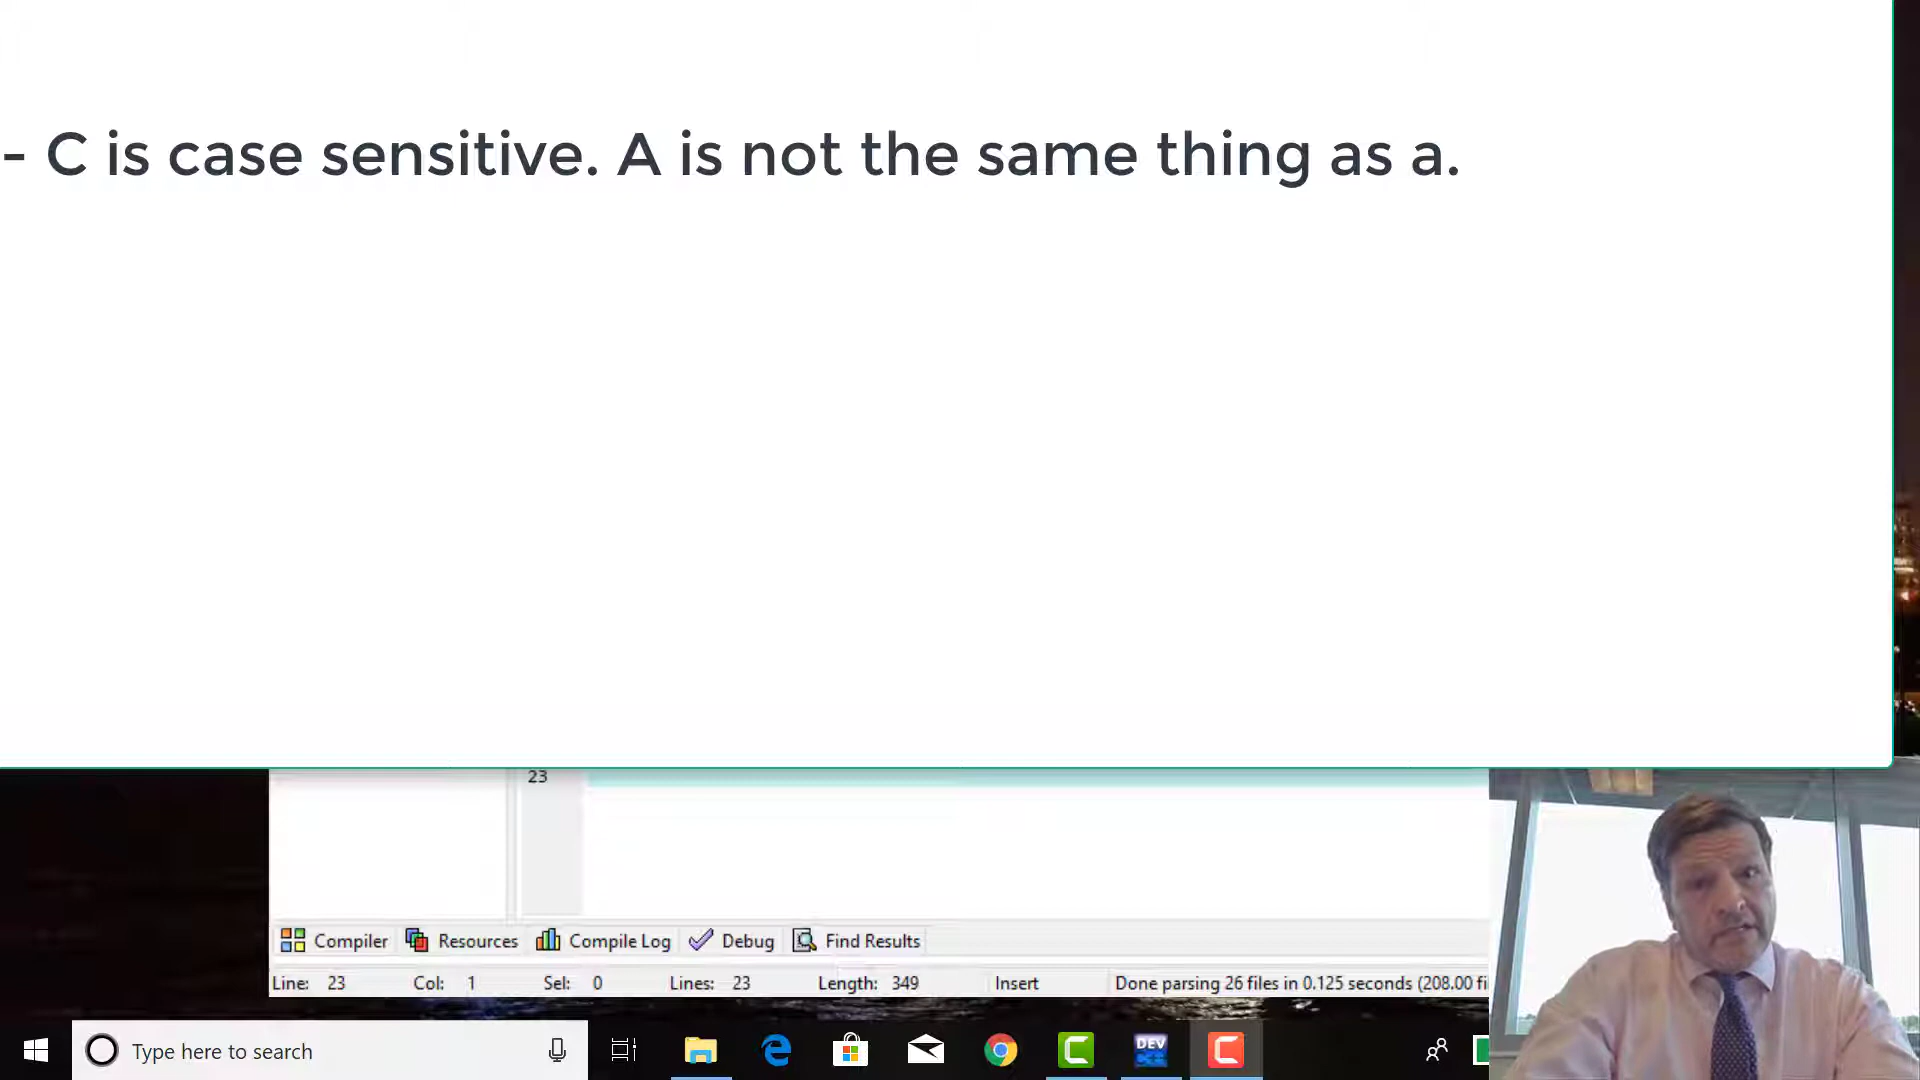 - C is case sensitive. A is not the same thing as a.
23
Compiler Resources Compile Log Debug Find Results
Line: 23 Col: 1 Sel: 0 Lines: 23 Length: 349 Insert Done parsing 26 files in 0.125 seconds (208.00 fi
Type here to search
DEV